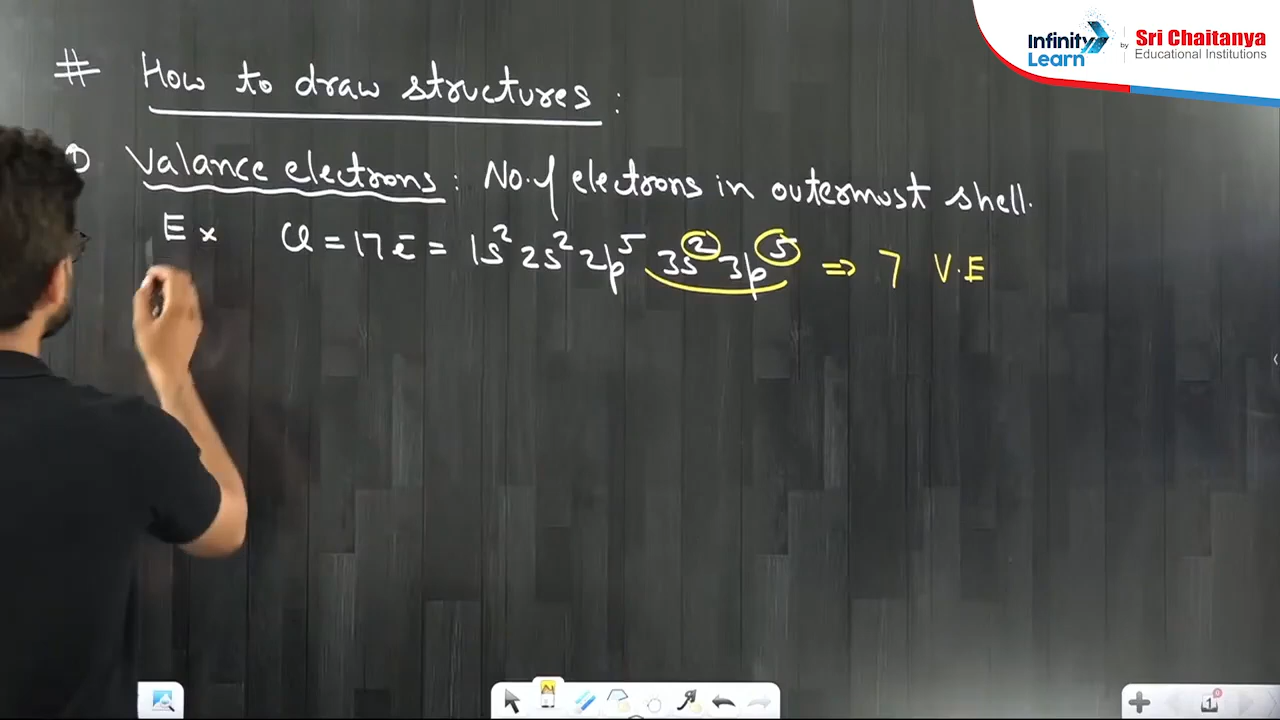 Infinity Learn by Sri Chaitanya Educational Institutions
# How to draw structures :
① Valance electrons : No. of electrons in outermost shell.
Ex Cl = 17 e⁻ = 1s² 2s² 2p⁵ 3s² 3p⁵ ⇒ 7 V.E
1